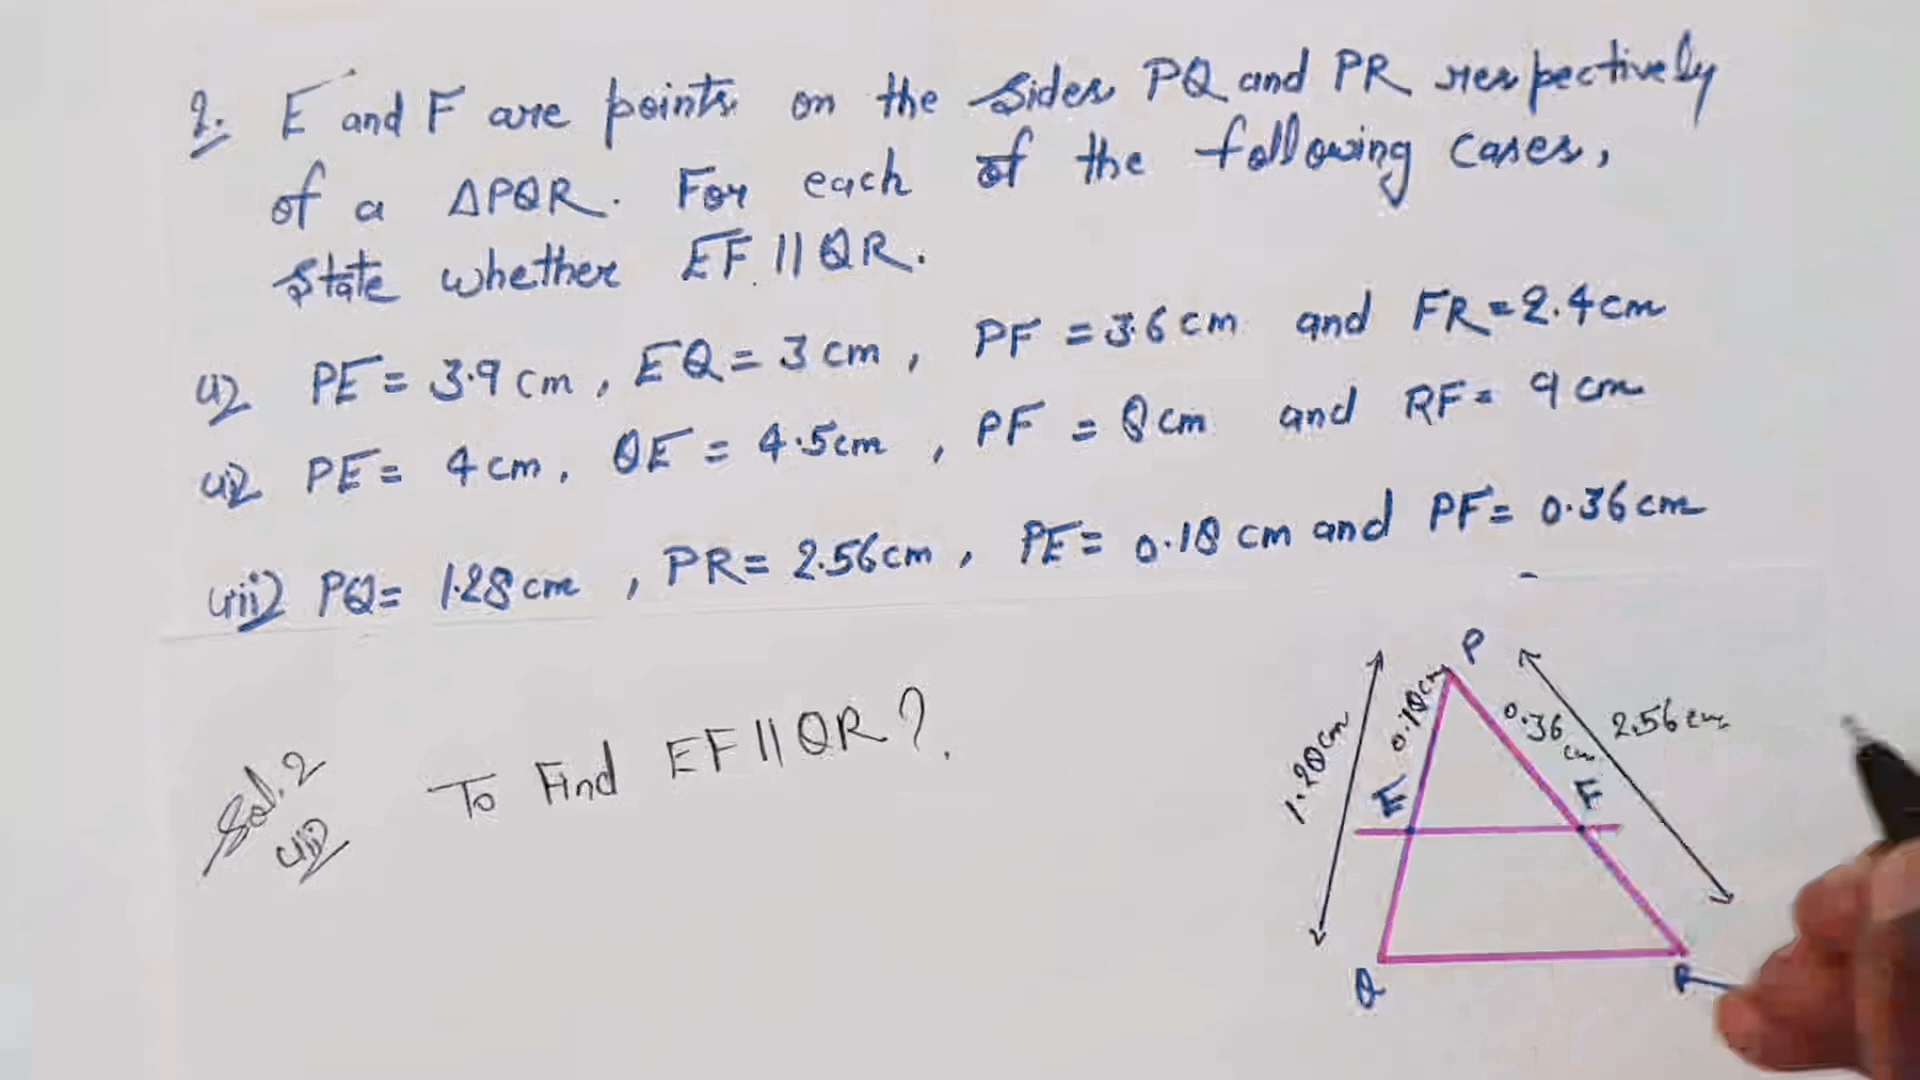 2. E and F are points on the sides PQ and PR respectively
of a ΔPQR. For each of the following cases,
state whether EF || QR.
i) PE = 3.9 cm, EQ = 3 cm, PF = 3.6 cm and FR = 2.4 cm
ii) PE = 4 cm, QE = 4.5 cm, PF = 8 cm and RF = 9 cm
iii) PQ = 1.28 cm, PR = 2.56 cm, PE = 0.18 cm and PF = 0.36 cm
Sol. 2
iii)
To Find EF || QR?.
P
1.28 cm
0.18 cm
0.36 cm
2.56 cm
E
F
Q
R